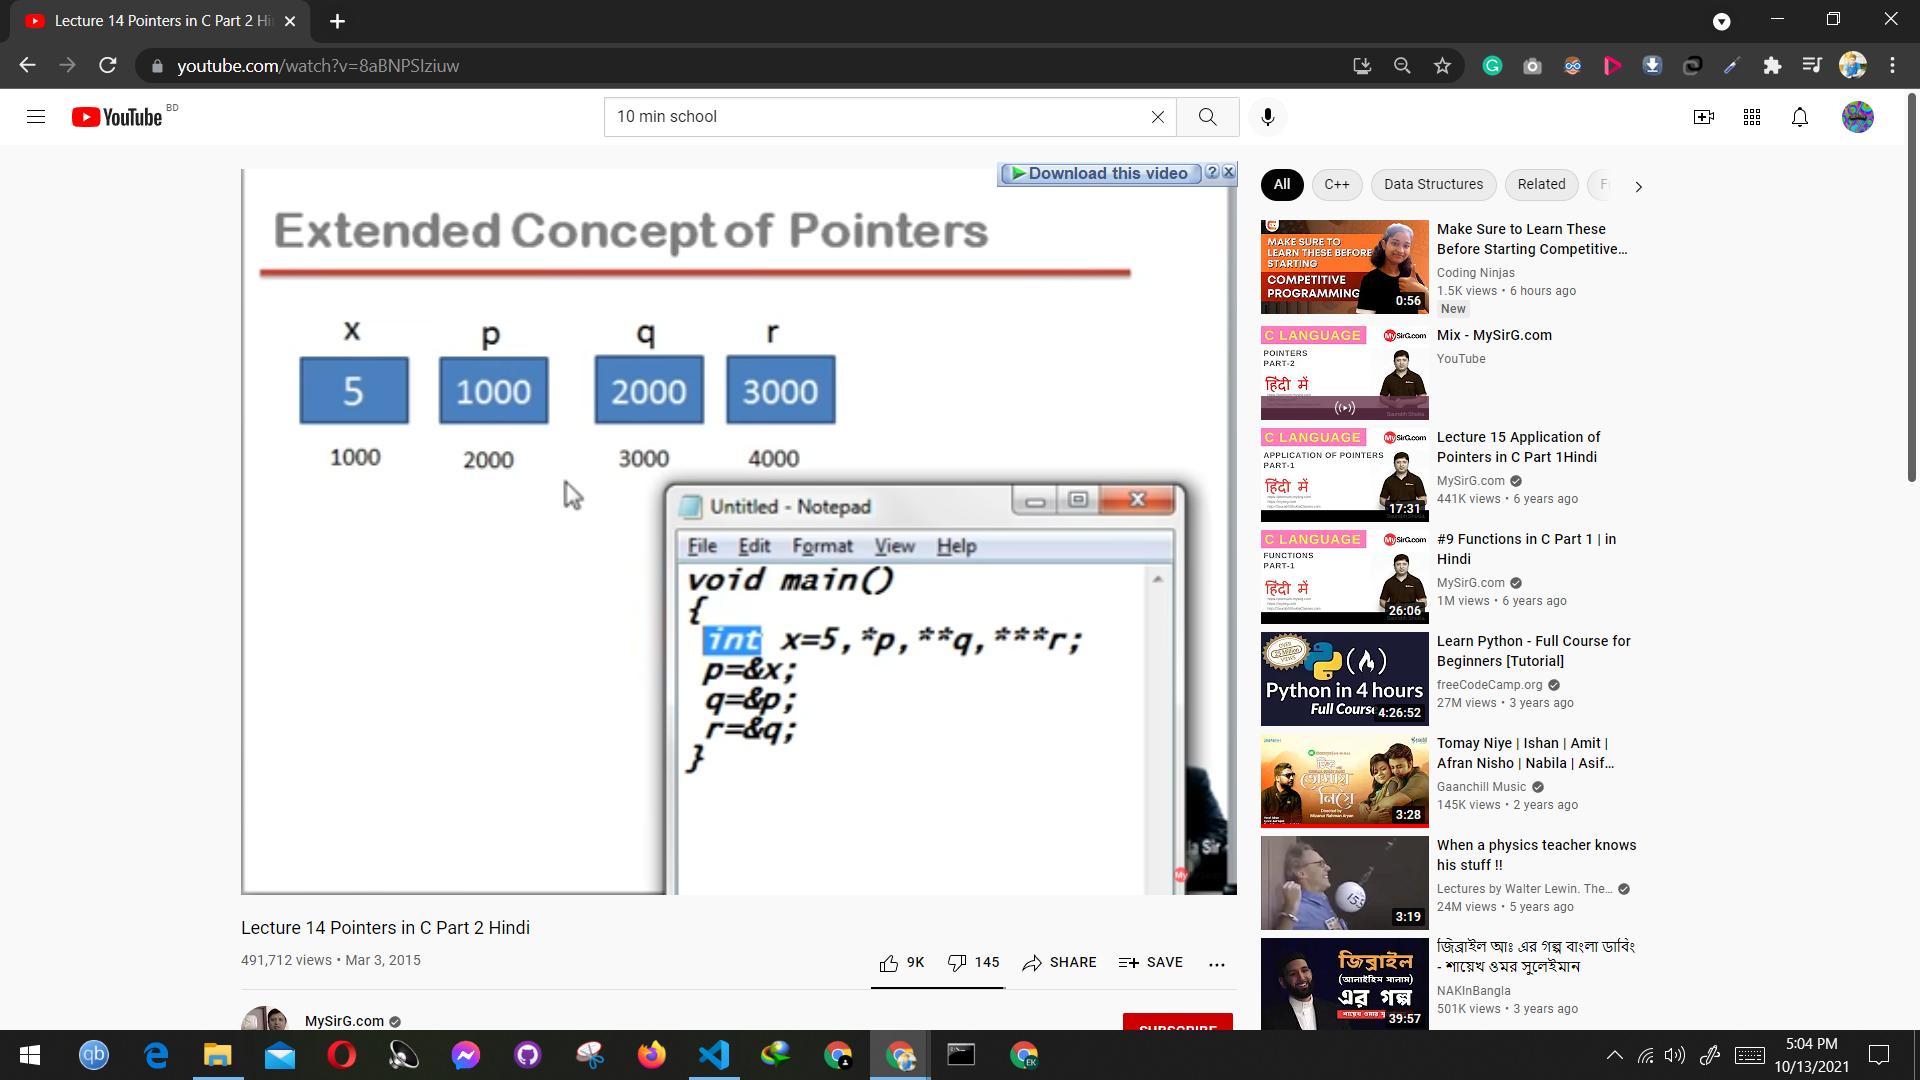 Lecture 14 Pointers in C Part 2 Hi
youtube.com/watch?v=8aBNPSIziuw
YouTube BD
10 min school
Download this video
Extended Concept of Pointers
x p q r
5 1000 2000 3000
1000 2000 3000 4000
Untitled - Notepad
File Edit Format View Help
void main()
{
int x=5,*p,**q,***r;
p=&x;
q=&p;
r=&q;
}
Lecture 14 Pointers in C Part 2 Hindi
491,712 views • Mar 3, 2015
9K 145 SHARE SAVE
MySirG.com
SUBSCRIBE
All C++ Data Structures Related
MAKE SURE TO
LEARN THESE BEFORE
STARTING
COMPETITIVE
PROGRAMMING
0:56
Make Sure to Learn These
Before Starting Competitive...
Coding Ninjas
1.5K views • 6 hours ago
New
C LANGUAGE
MySirG.com
POINTERS
PART-2
हिंदी में
Mix - MySirG.com
YouTube
C LANGUAGE
MySirG.com
APPLICATION OF POINTERS
PART-1
हिंदी में
17:31
Lecture 15 Application of
Pointers in C Part 1Hindi
MySirG.com
441K views • 6 years ago
C LANGUAGE
MySirG.com
FUNCTIONS
PART-1
हिंदी में
26:06
#9 Functions in C Part 1 | in
Hindi
MySirG.com
1M views • 6 years ago
Python in 4 hours
Full Course
4:26:52
Learn Python - Full Course for
Beginners [Tutorial]
freeCodeCamp.org
27M views • 3 years ago
তোমায়
নিয়ে
3:28
Tomay Niye | Ishan | Amit |
Afran Nisho | Nabila | Asif...
Gaanchill Music
145K views • 2 years ago
3:19
When a physics teacher knows
his stuff !!
Lectures by Walter Lewin. The...
24M views • 5 years ago
জিব্রাইল
(আলাইহিস সালাম)
এর গল্প
39:57
জিব্রাইল আঃ এর গল্প বাংলা ডাবিং
- শায়েখ ওমর সুলেইমান
NAKInBangla
501K views • 3 years ago
5:04 PM
10/13/2021